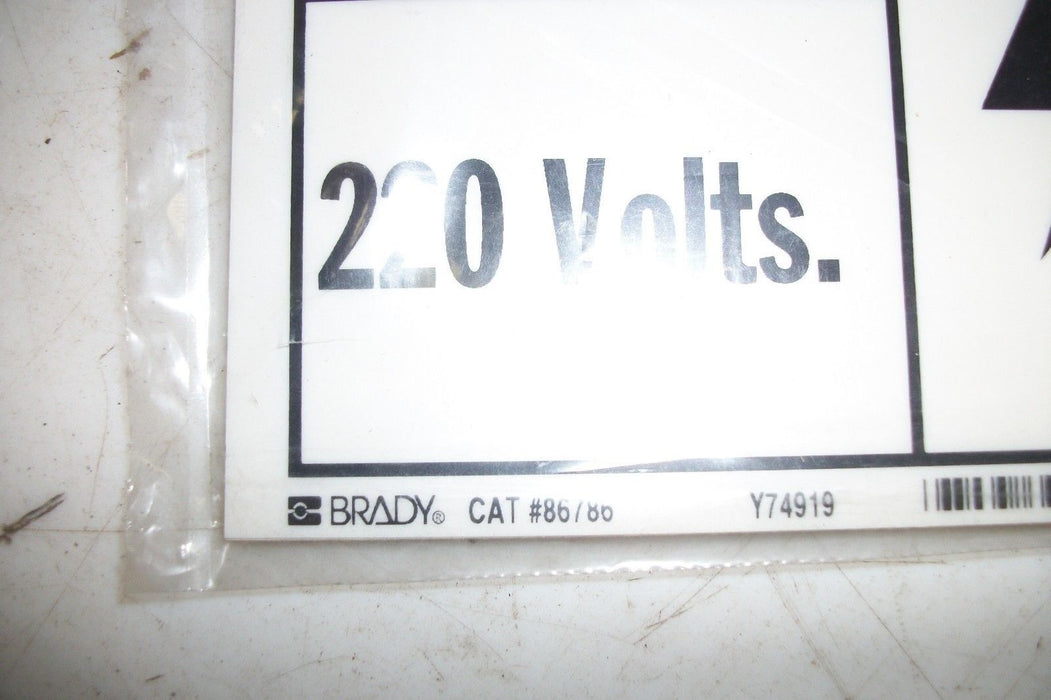 220 Volts.
BRADY® CAT #86786 Y74919